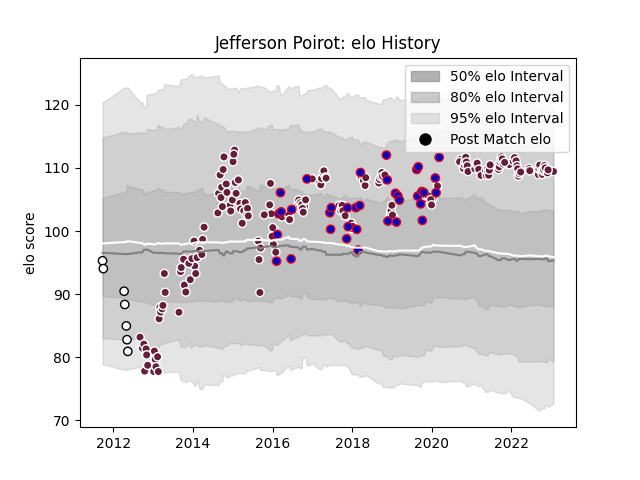 Jefferson Poirot: elo History
50% elo Interval
80% elo Interval
95% elo Interval
Post Match elo
elo score
120
110
100
90
80
70
2012
2014
2016
2018
2020
2022